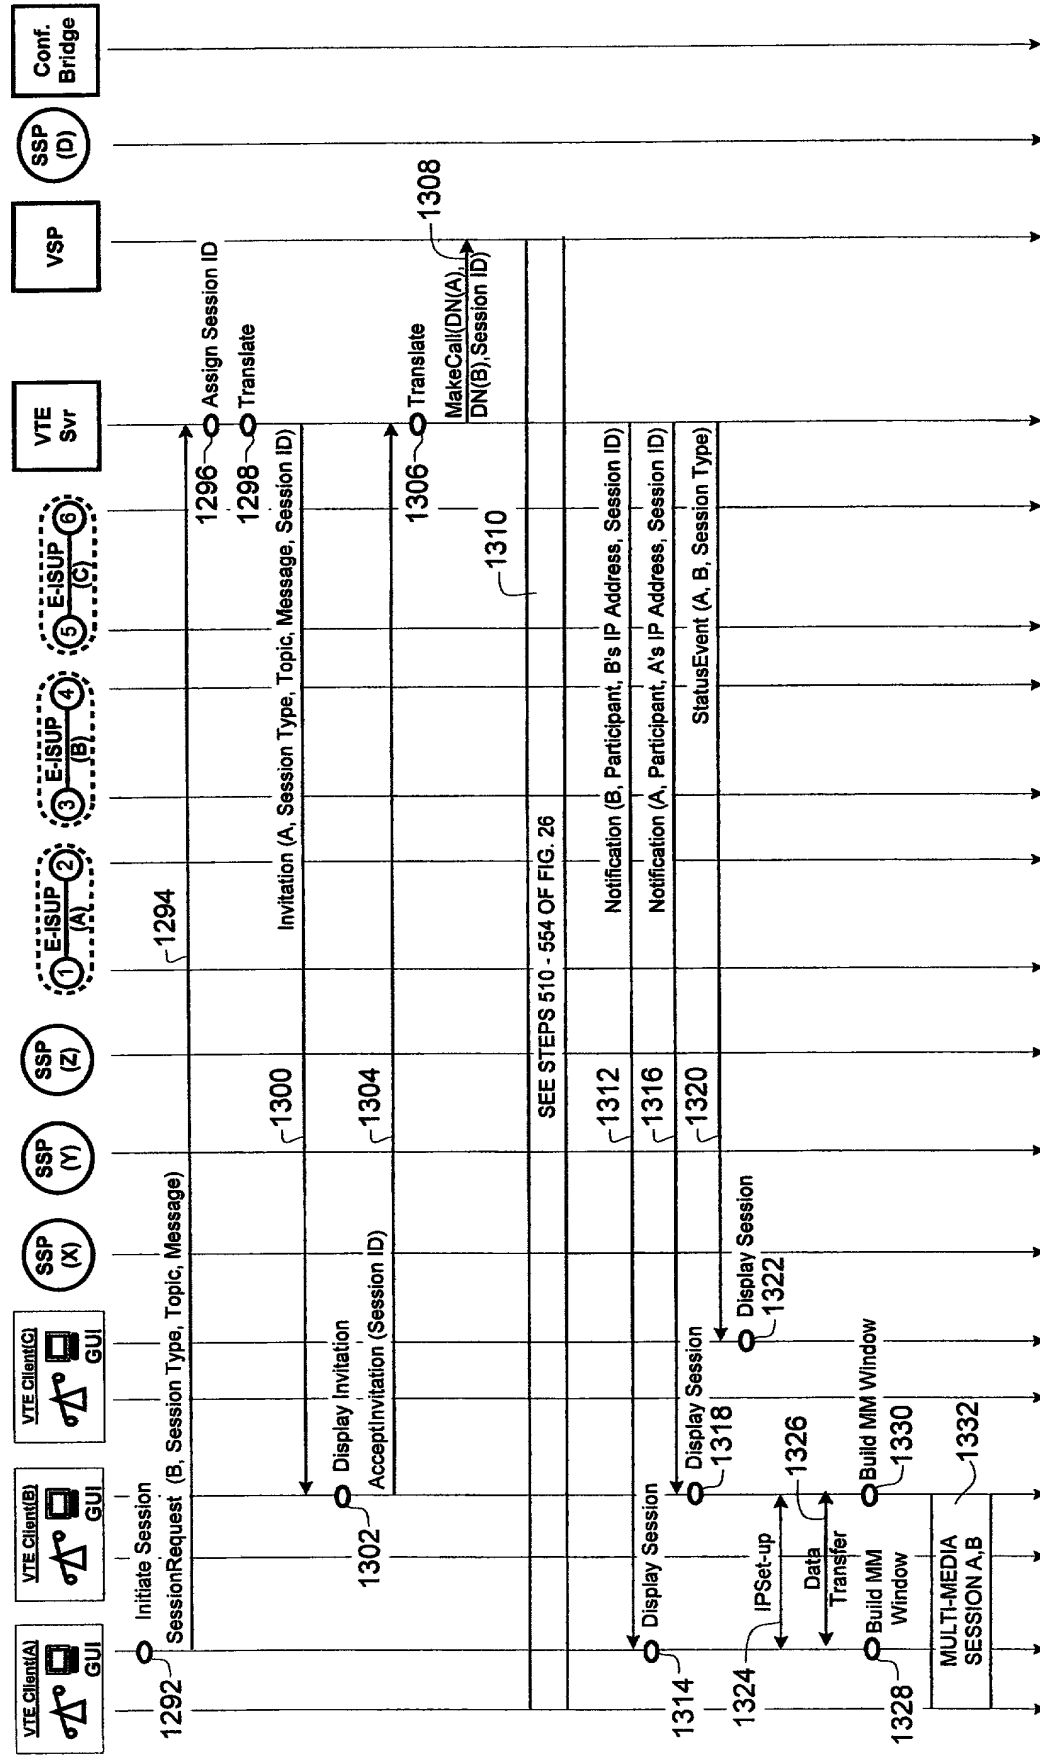 VTE Client(A)
GUI
VTE Client(B)
GUI
VTE Client(C)
GUI
SSP
(X)
SSP
(Y)
SSP
(Z)
1
E-ISUP
(A)
2
3
E-ISUP
(B)
4
5
E-ISUP
(C)
6
VTE
Svr
VSP
SSP
(D)
Conf.
Bridge
Initiate Session
1292
SessionRequest (B, Session Type, Topic, Message)
1294
1296
Assign Session ID
1298
Translate
Invitation (A, Session Type, Topic, Message, Session ID)
1300
Display Invitation
1302
AcceptInvitation (Session ID)
1304
1306
Translate
MakeCall(DN(A),
DN(B),Session ID)
1308
SEE STEPS 510 - 554 OF FIG. 26
1310
Notification (B, Participant, B's IP Address, Session ID)
1312
Display Session
1314
Notification (A, Participant, A's IP Address, Session ID)
1316
Display Session
1318
StatusEvent (A, B, Session Type)
1320
Display Session
1322
IPSet-up
1324
Data
Transfer
1326
Build MM
Window
1328
Build MM Window
1330
MULTI-MEDIA
SESSION A,B
1332